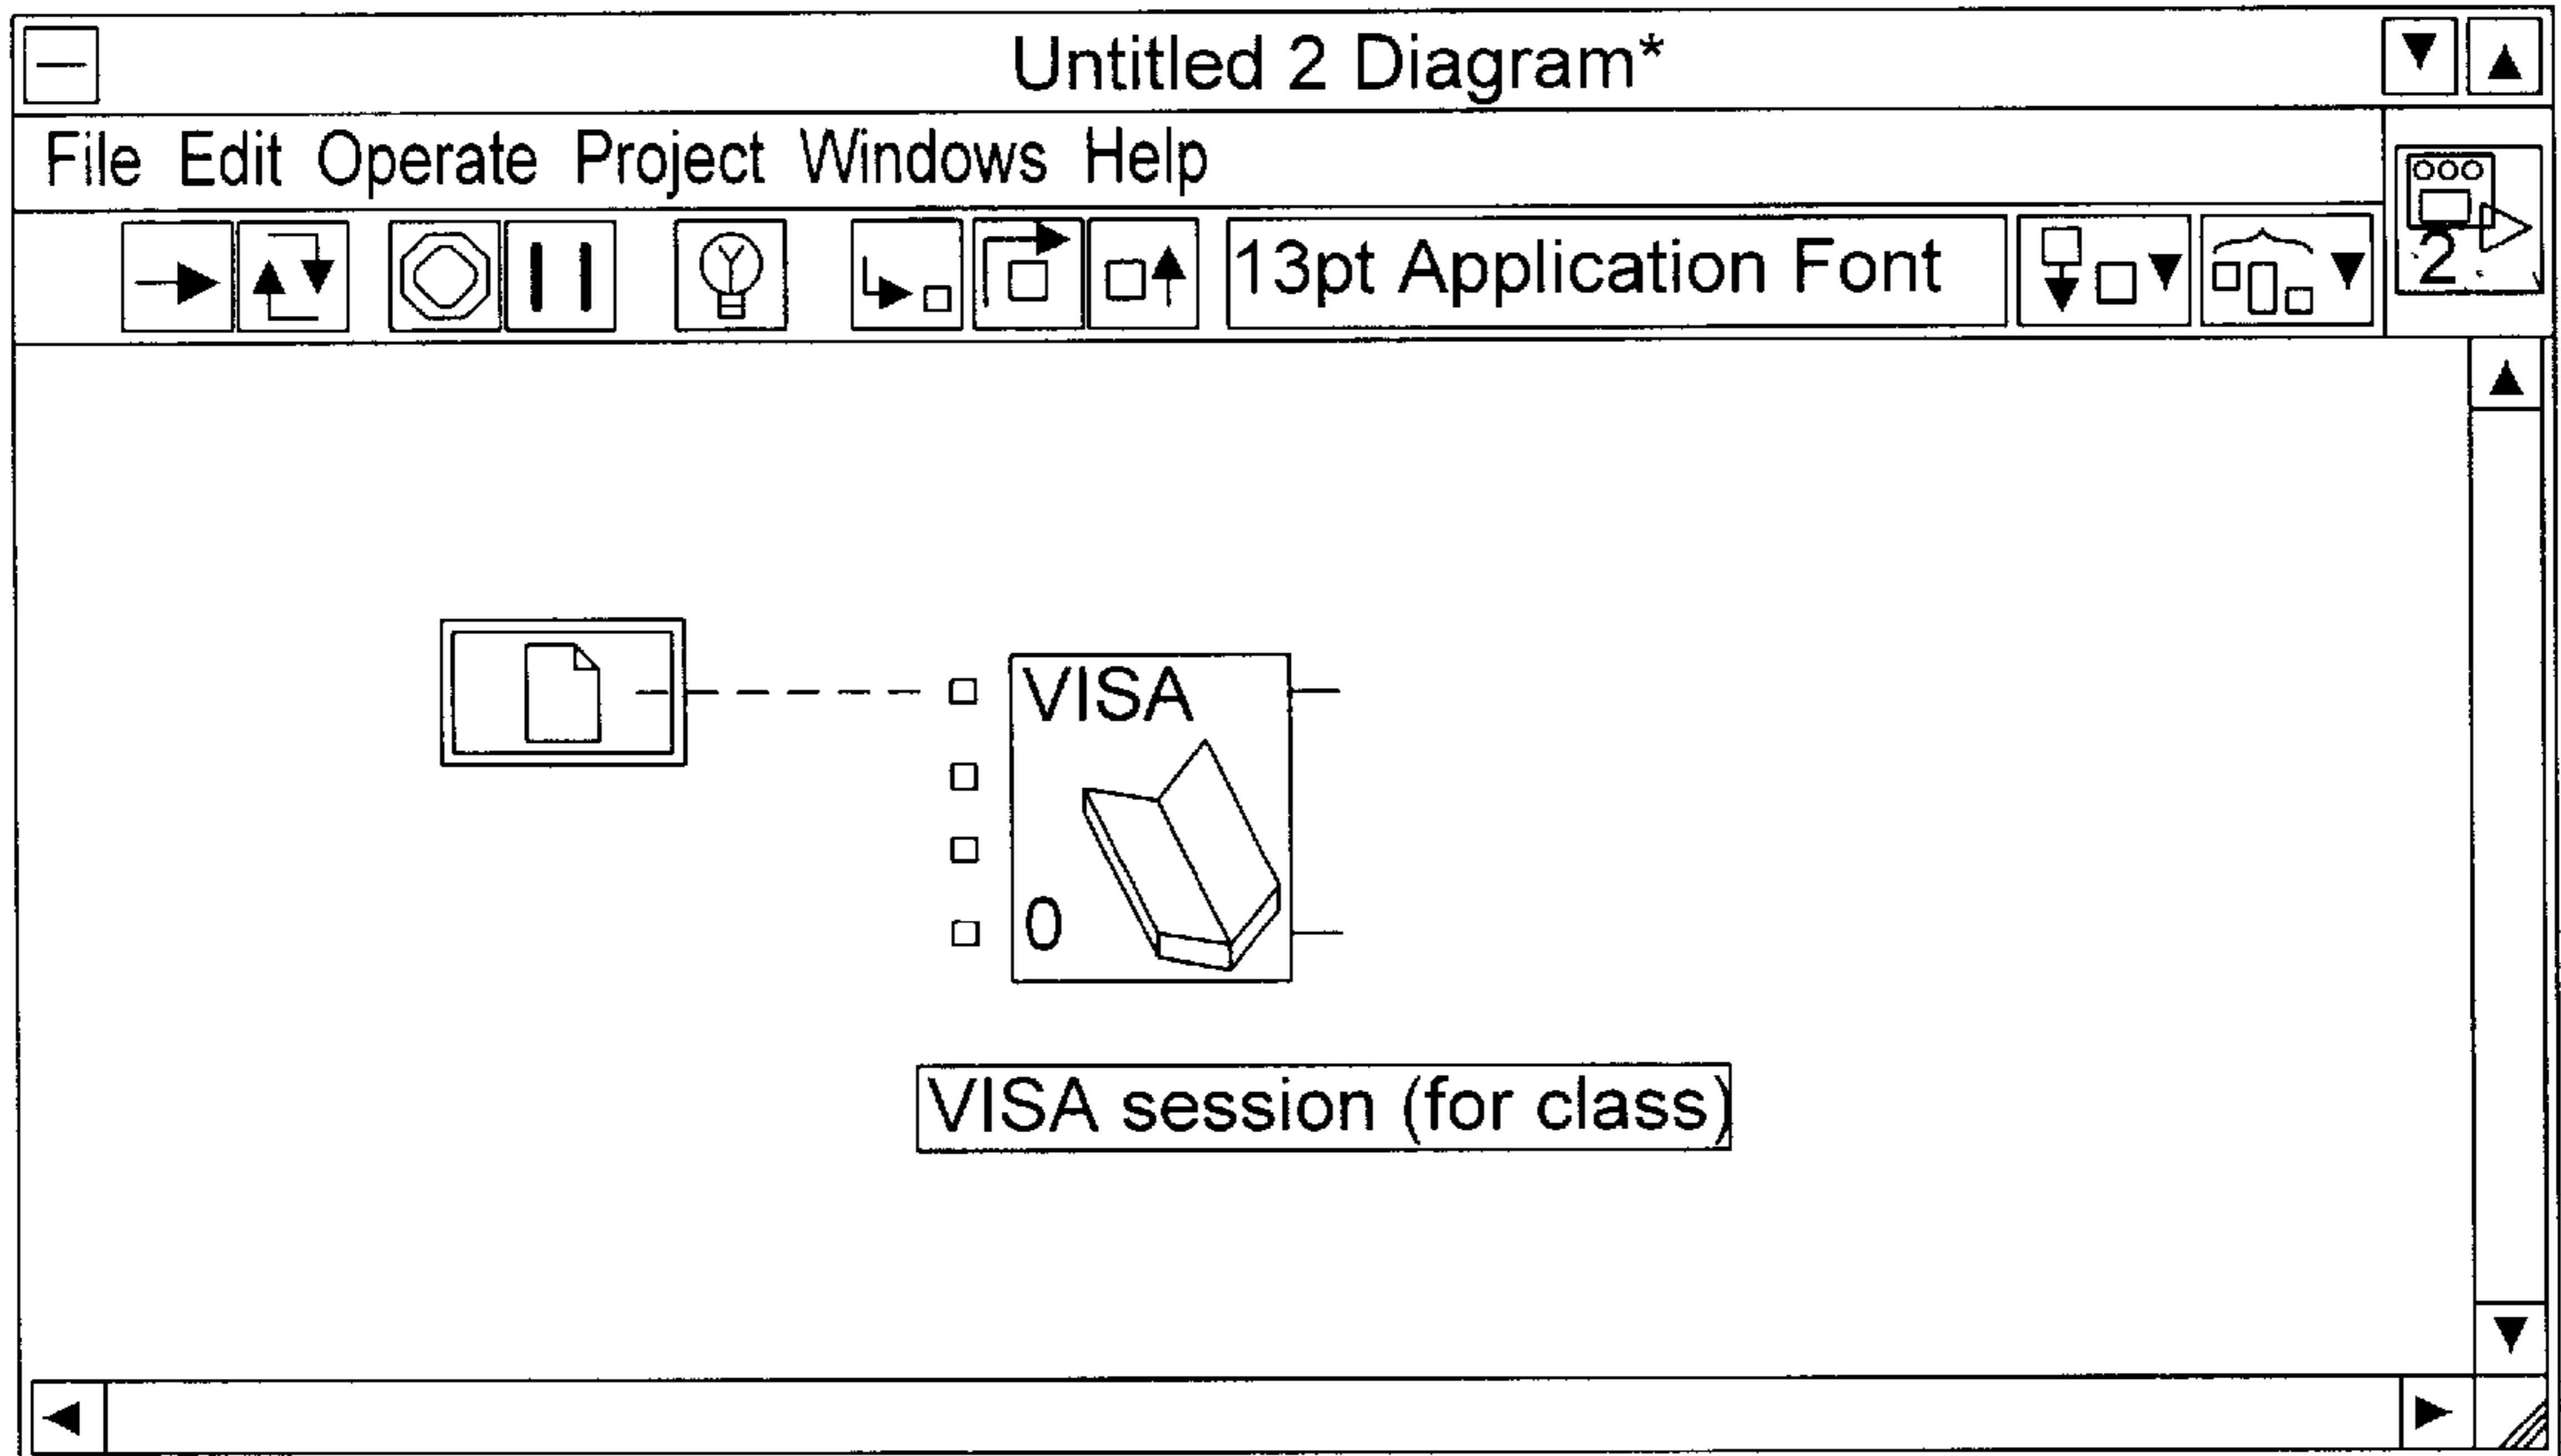 Untitled 2 Diagram*
File Edit Operate Project Windows Help
13pt Application Font
2
VISA
0
VISA session (for class)